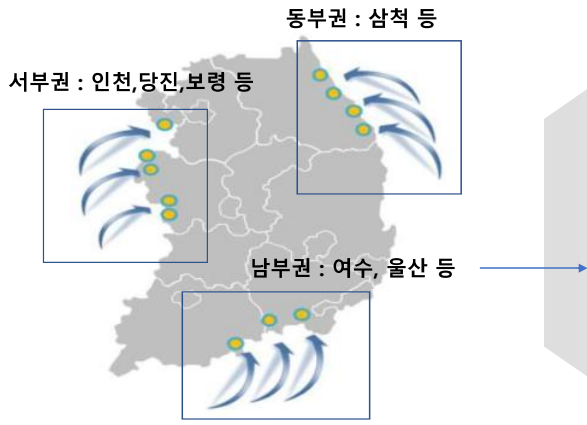 동부권 : 삼척 등
서부권 : 인천,당진,보령 등
남부권 : 여수, 울산 등